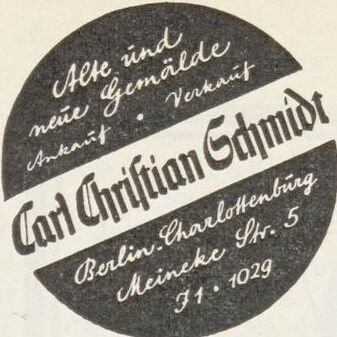 Alte und
neue Gemälde
Ankauf · Verkauf
Carl Christian Schmidt
Berlin-Charlottenburg
Meineke Str. 5
J1 · 1029